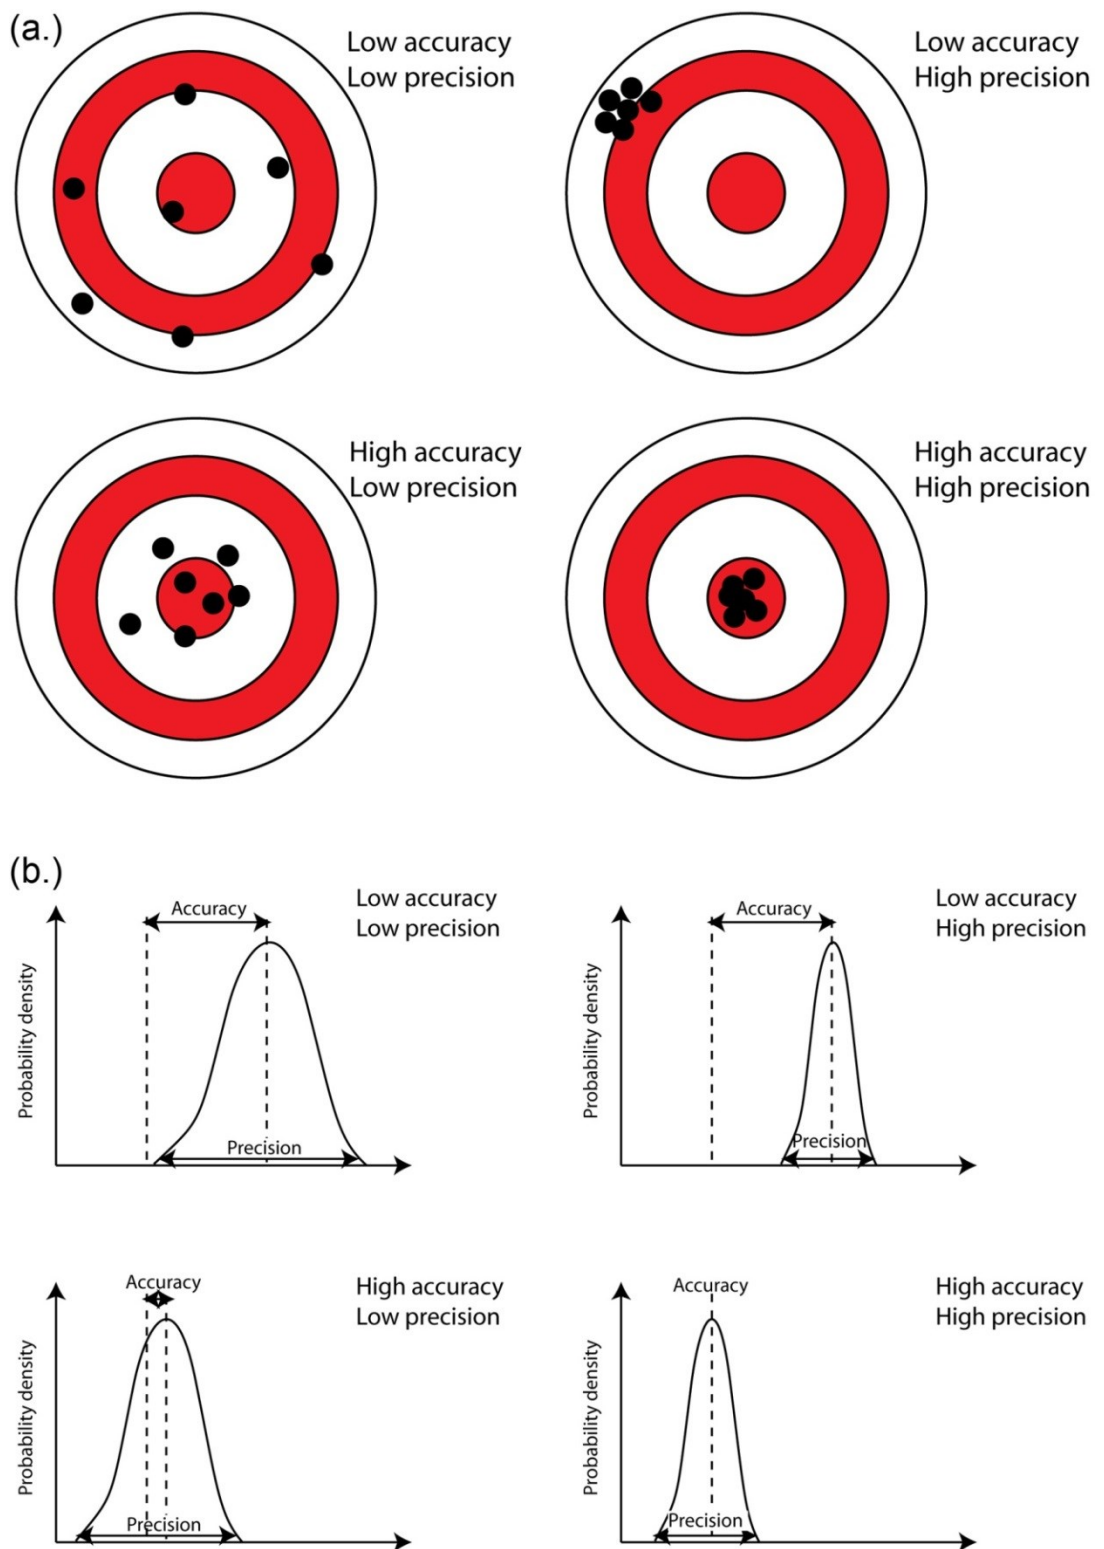 (a.)
Low accuracy
Low precision
Low accuracy
High precision
High accuracy
Low precision
High accuracy
High precision
(b.)
Low accuracy
Low precision
Accuracy
Probability density
Precision
Low accuracy
High precision
Accuracy
Probability density
Precision
High accuracy
Low precision
Accuracy
Probability density
Precision
High accuracy
High precision
Accuracy
Probability density
Precision